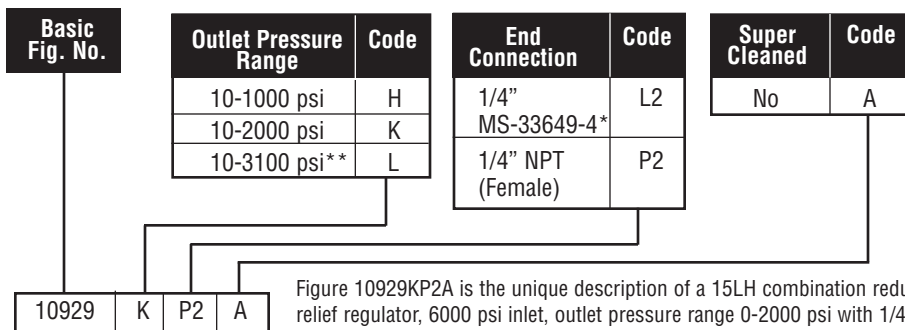 Basic
Fig. No.
Outlet Pressure
Range
Code
10-1000 psi H
10-2000 psi K
10-3100 psi** L
End
Connection
Code
1/4” L2
MS-33649-4*
1/4” NPT P2
(Female)
Super
Cleaned
Code
No A
10929 K P2 A
Figure 10929KP2A is the unique description of a 15LH combination redu
relief regulator, 6000 psi inlet, outlet pressure range 0-2000 psi with 1/4